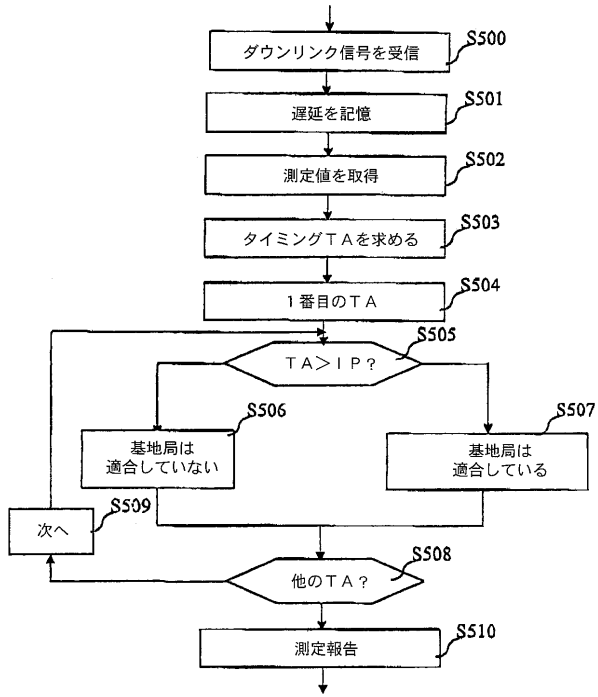 S500
ダウンリンク信号を受信
S501
遅延を記憶
S502
測定値を取得
S503
タイミングTAを求める
S504
1番目のTA
S505
TA>IP?
S506
基地局は
適合していない
S507
基地局は
適合している
S509
次へ
S508
他のTA?
S510
測定報告